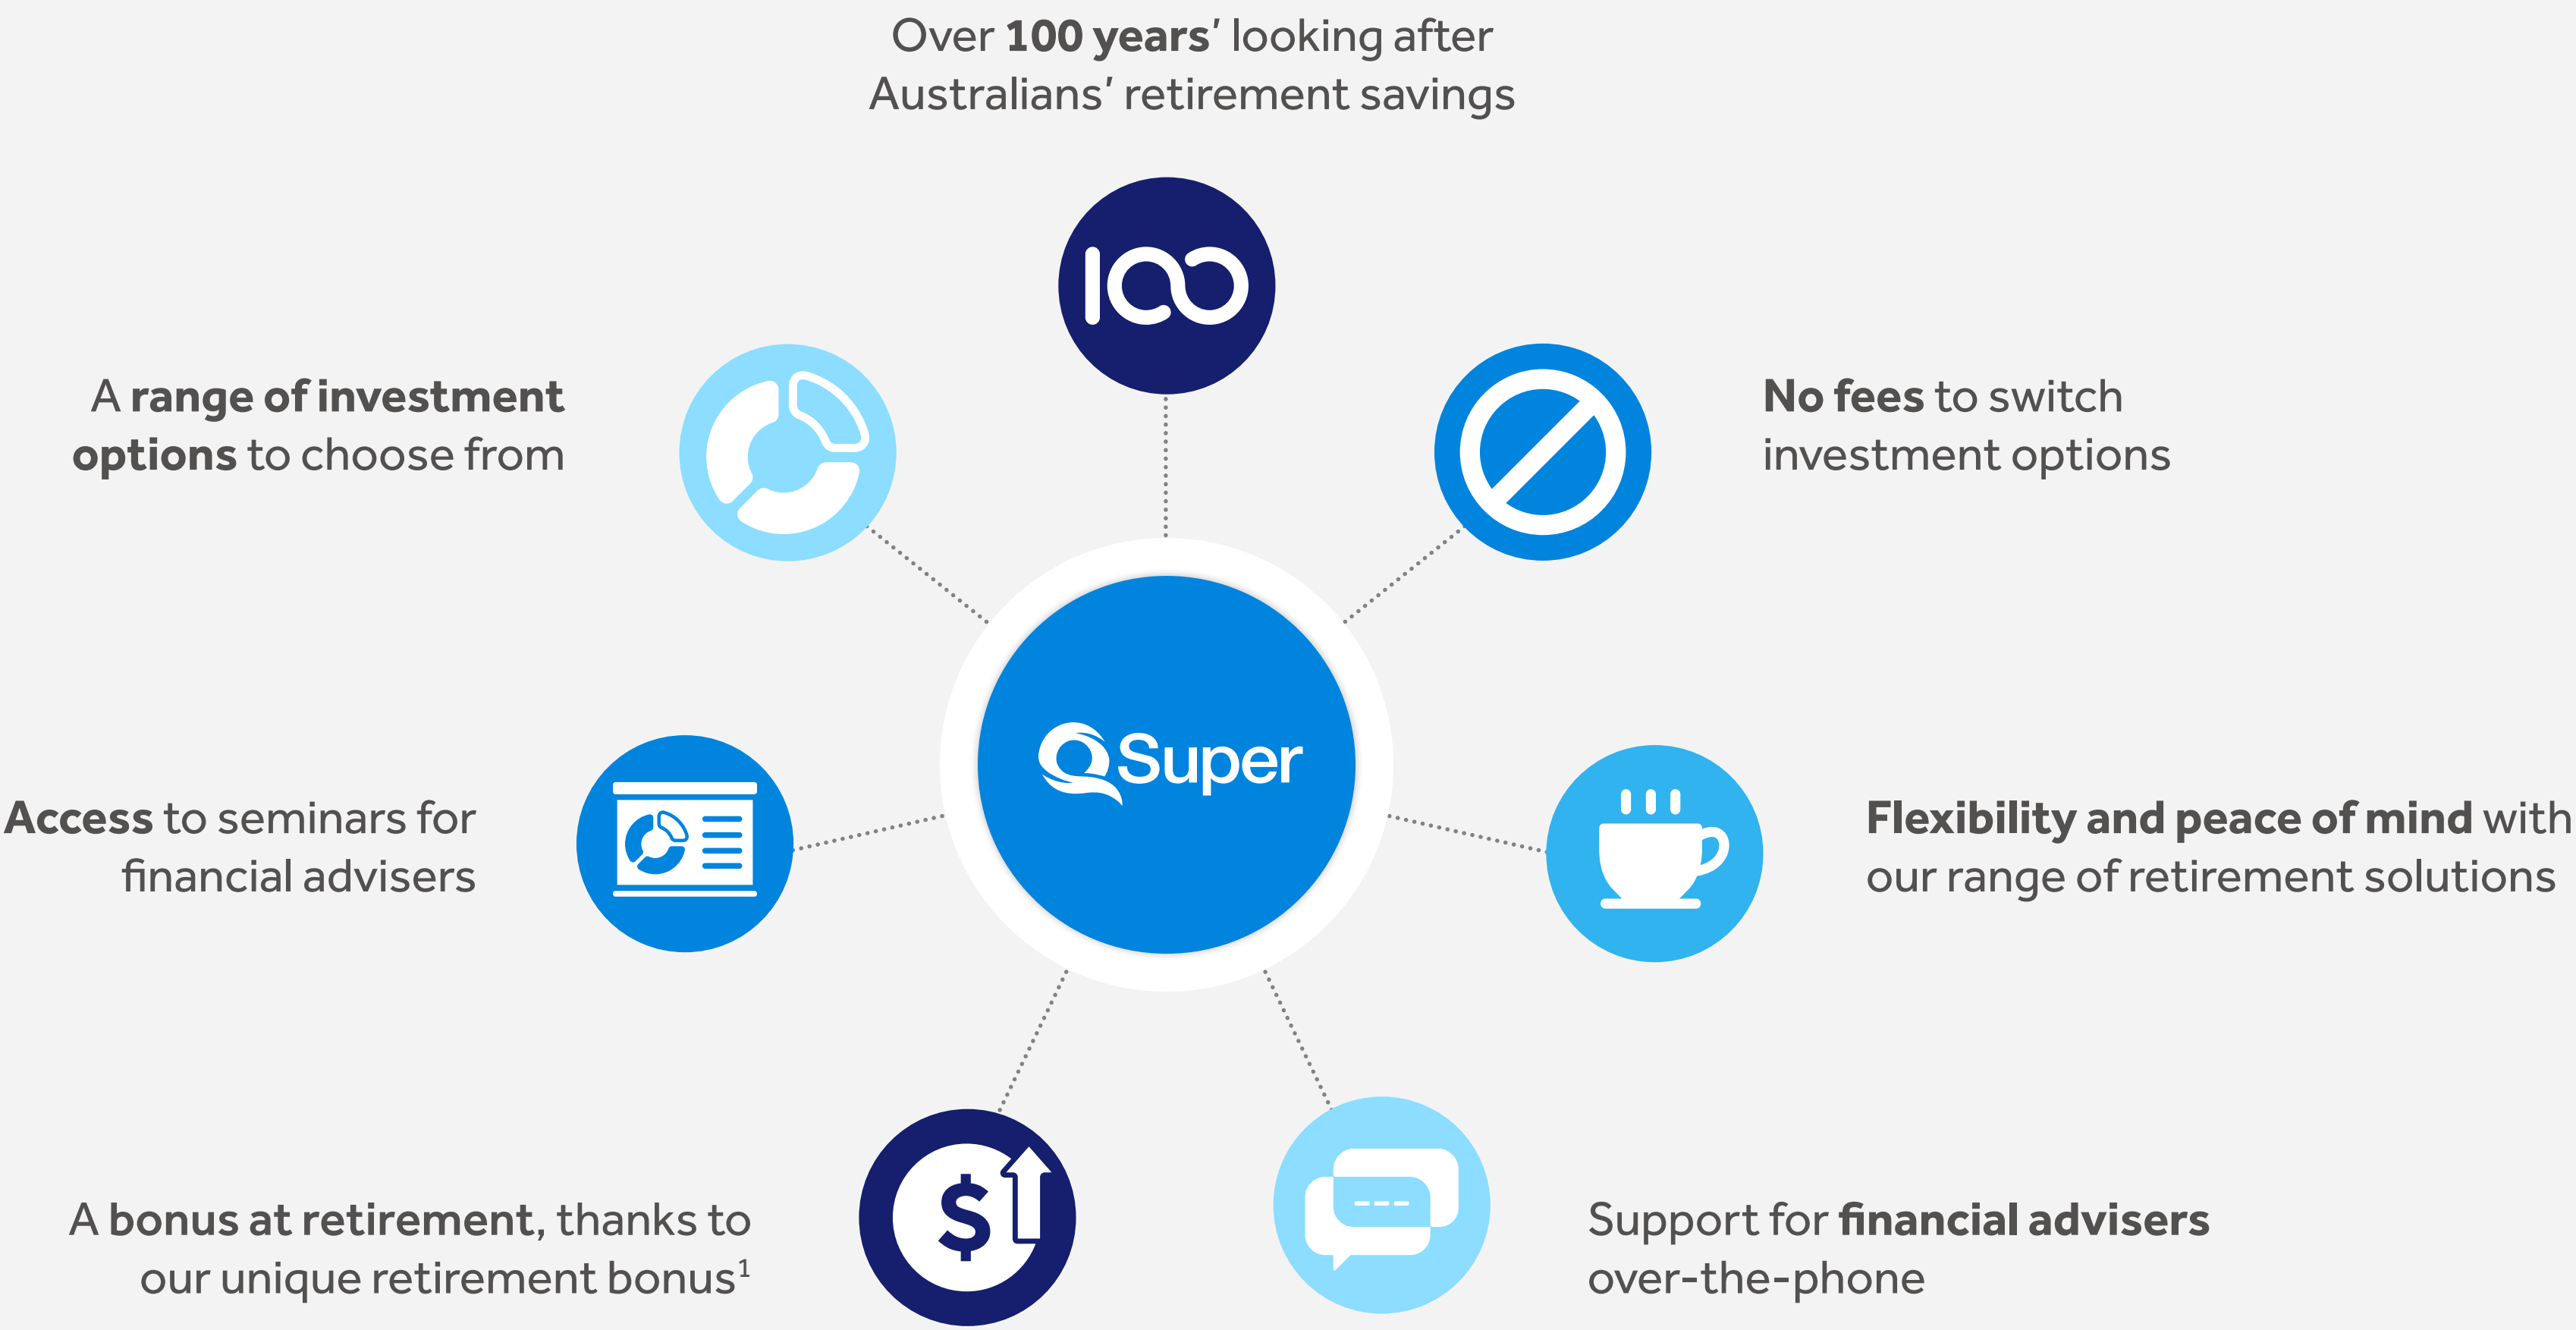 Over 100 years’ looking after
Australians’ retirement savings
100
A range of investment
options to choose from
No fees to switch
investment options
QSuper
Access to seminars for
financial advisers
$
Flexibility and peace of mind with
our range of retirement solutions
A bonus at retirement, thanks to
our unique retirement bonus¹
Support for financial advisers
over-the-phone